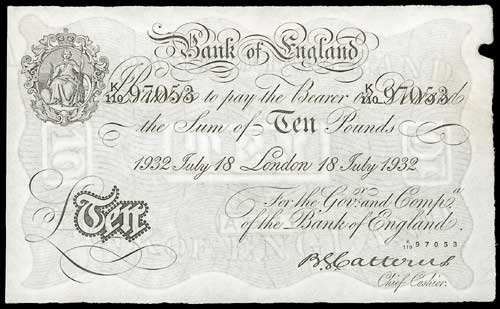 Bank of England
K/110 97053 K/110 97053
Promise to pay the Bearer on Demand
the Sum of Ten Pounds
1932 July 18 London 18 July 1932
For the Govr. and Compa.
of the Bank of England.
£Ten
K/110 97053
B G Catterns
Chief Cashier.